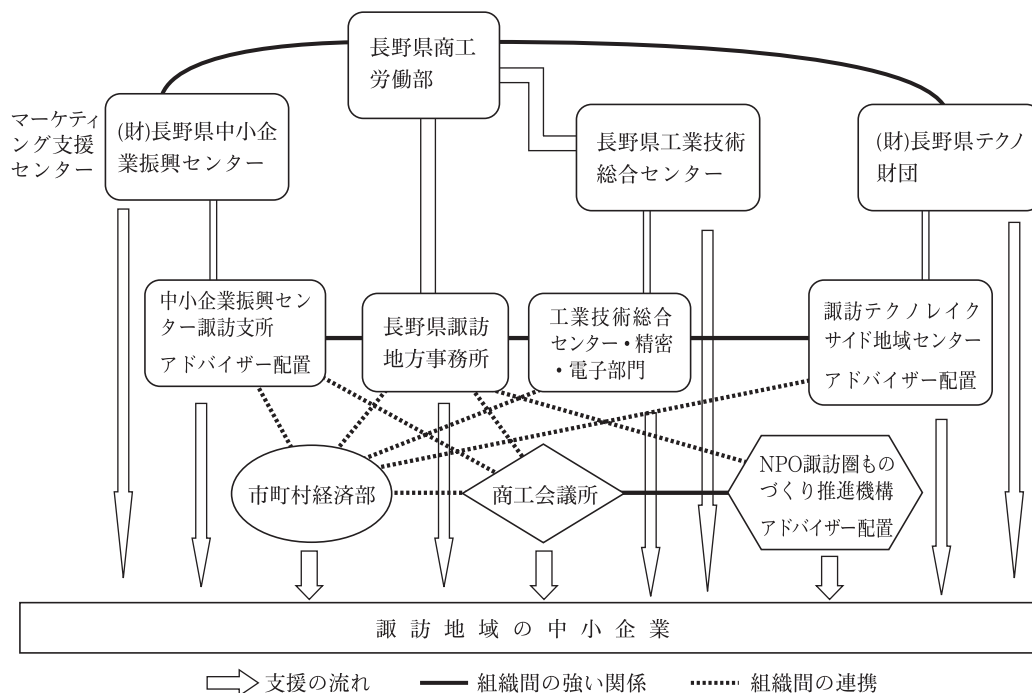 長野県商工
労働部
マーケティ
ング支援
センター
(財)長野県中小企
業振興センター
長野県工業技術
総合センター
(財)長野県テクノ
財団
中小企業振興セン
ター諏訪支所
アドバイザー配置
長野県諏訪
地方事務所
工業技術総合
センター・精密
・電子部門
諏訪テクノレイク
サイド地域センター
アドバイザー配置
市町村経済部
商工会議所
NPO諏訪圏もの
づくり推進機構
アドバイザー配置
諏訪地域の中小企業
支援の流れ
組織間の強い関係
組織間の連携